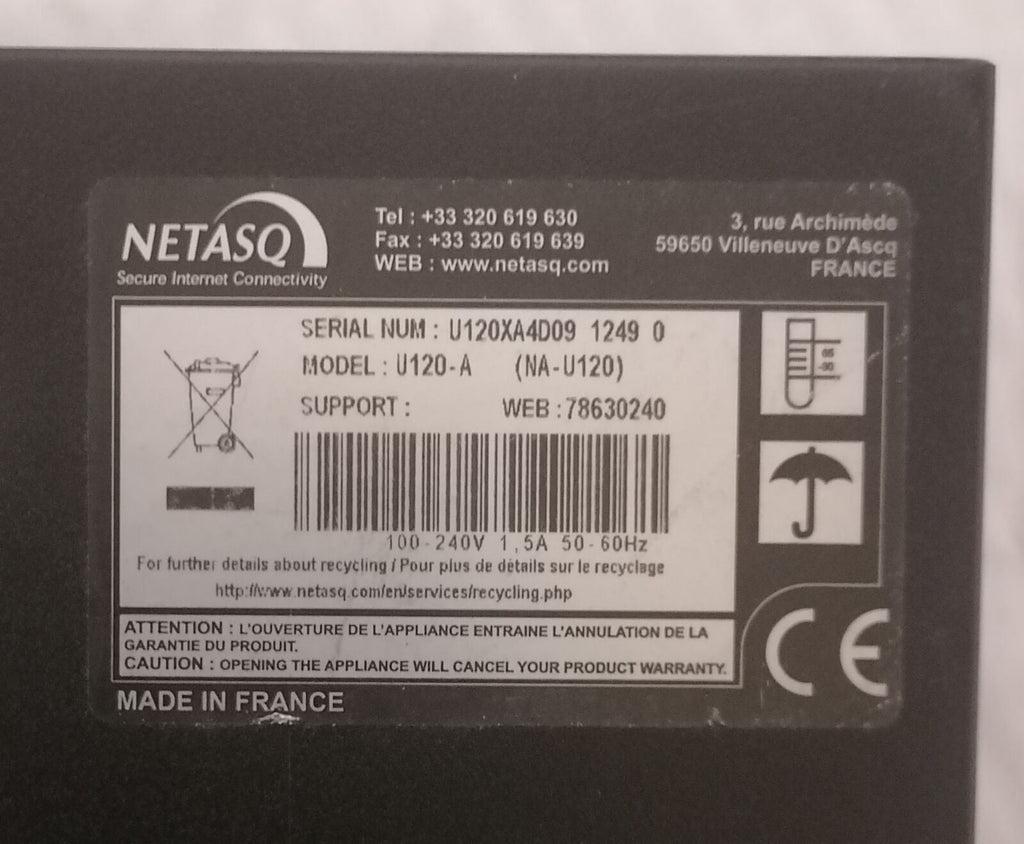 NETASQ
Secure Internet Connectivity
Tel : +33 320 619 630
Fax : +33 320 619 639
WEB : www.netasq.com
3, rue Archimède
59650 Villeneuve D'Ascq
FRANCE
SERIAL NUM : U120XA4D09 1249 0
MODEL : U120-A (NA-U120)
SUPPORT : WEB : 78630240
100-240V 1,5A 50-60Hz
For further details about recycling / Pour plus de détails sur le recyclage
http://www.netasq.com/en/services/recycling.php
ATTENTION : L'OUVERTURE DE L'APPLIANCE ENTRAINE L'ANNULATION DE LA
GARANTIE DU PRODUIT.
CAUTION : OPENING THE APPLIANCE WILL CANCEL YOUR PRODUCT WARRANTY.
MADE IN FRANCE
CE